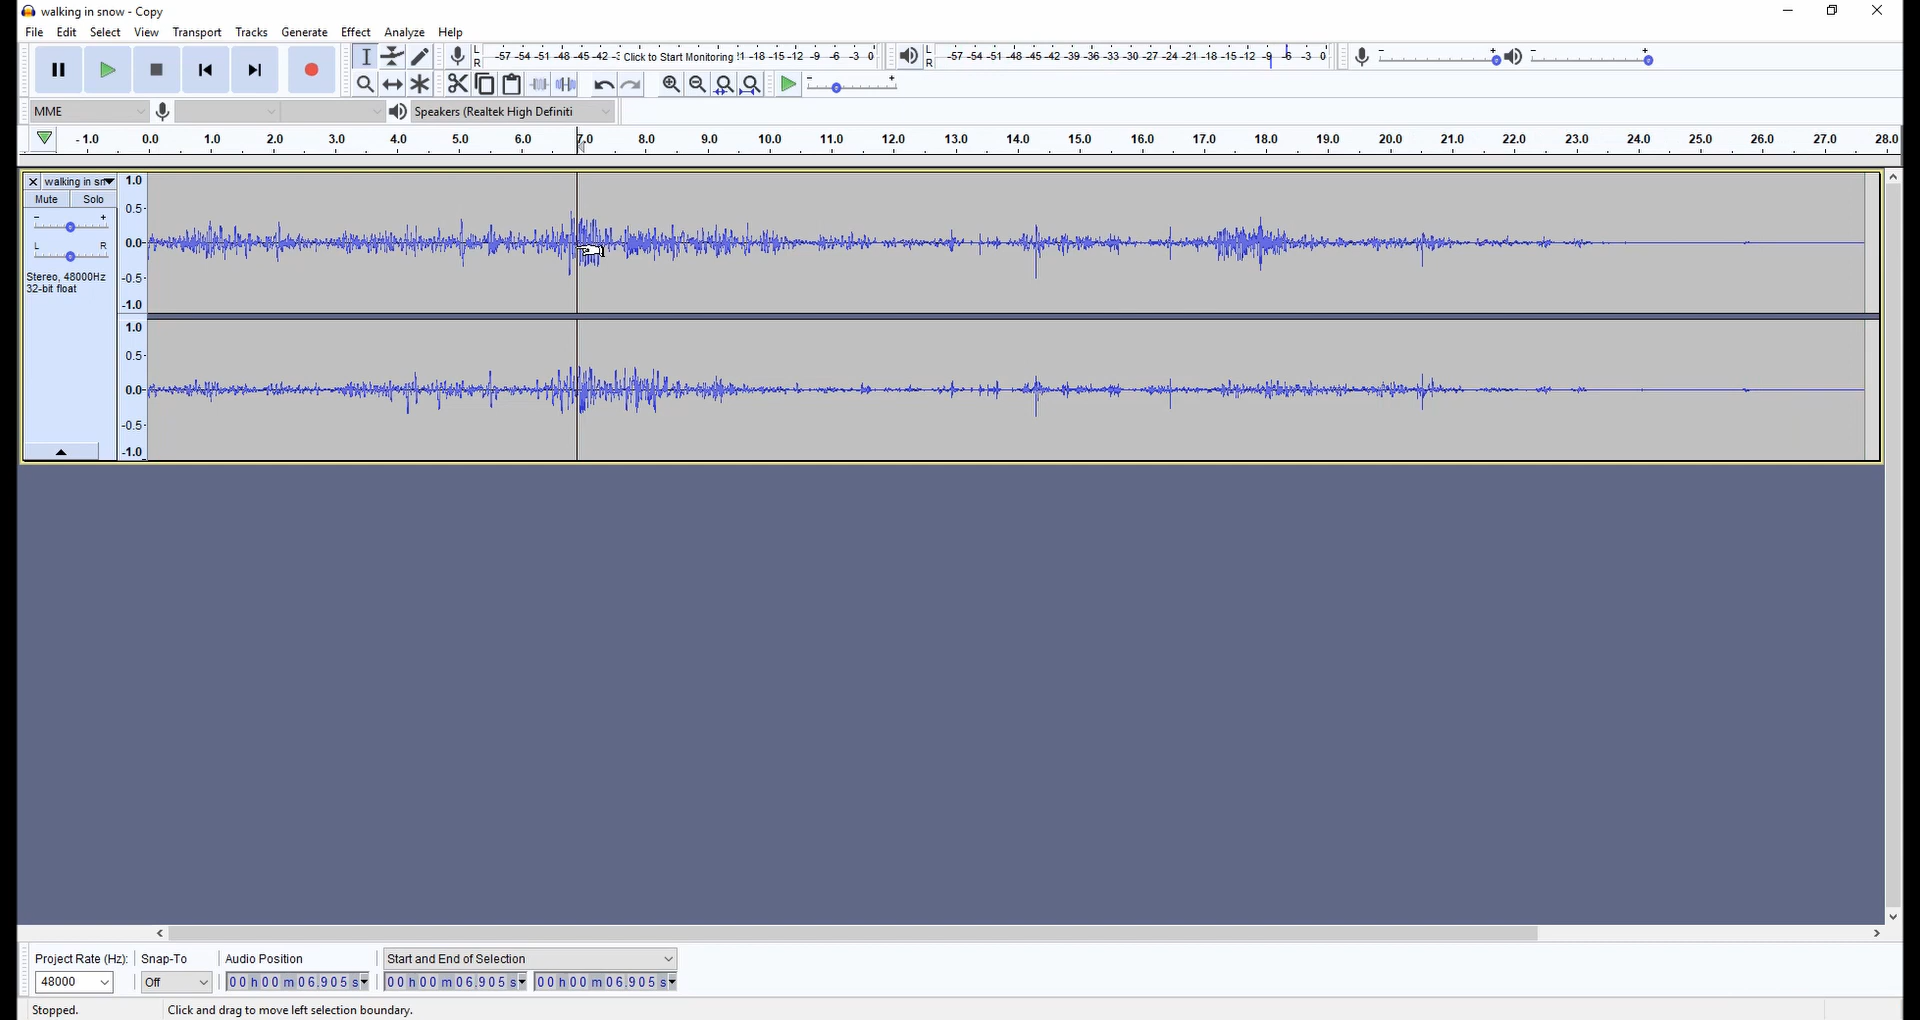 walking in snow - Copy
File Edit Select View Transport Tracks Generate Effect Analyze Help
L
R
-57 -54 -51 -48 -45 -42 -3 Click to Start Monitoring !1 -18 -15 -12 -9 -6 -3 0
L
R
-57 -54 -51 -48 -45 -42 -39 -36 -33 -30 -27 -24 -21 -18 -15 -12 -9 -6 -3 0
MME Speakers (Realtek High Definiti
-1.0 0.0 1.0 2.0 3.0 4.0 5.0 6.0 7.0 8.0 9.0 10.0 11.0 12.0 13.0 14.0 15.0 16.0 17.0 18.0 19.0 20.0 21.0 22.0 23.0 24.0 25.0 26.0 27.0 28.0
walking in sn
Mute Solo
- +
L R
Stereo, 48000Hz
32-bit float
1.0
0.5-
0.0-
-0.5-
-1.0
1.0
0.5-
0.0-
-0.5-
-1.0
Project Rate (Hz): Snap-To Audio Position Start and End of Selection
48000 Off 00 h 00 m 06.905 s 00 h 00 m 06.905 s 00 h 00 m 06.905 s
Stopped. Click and drag to move left selection boundary.